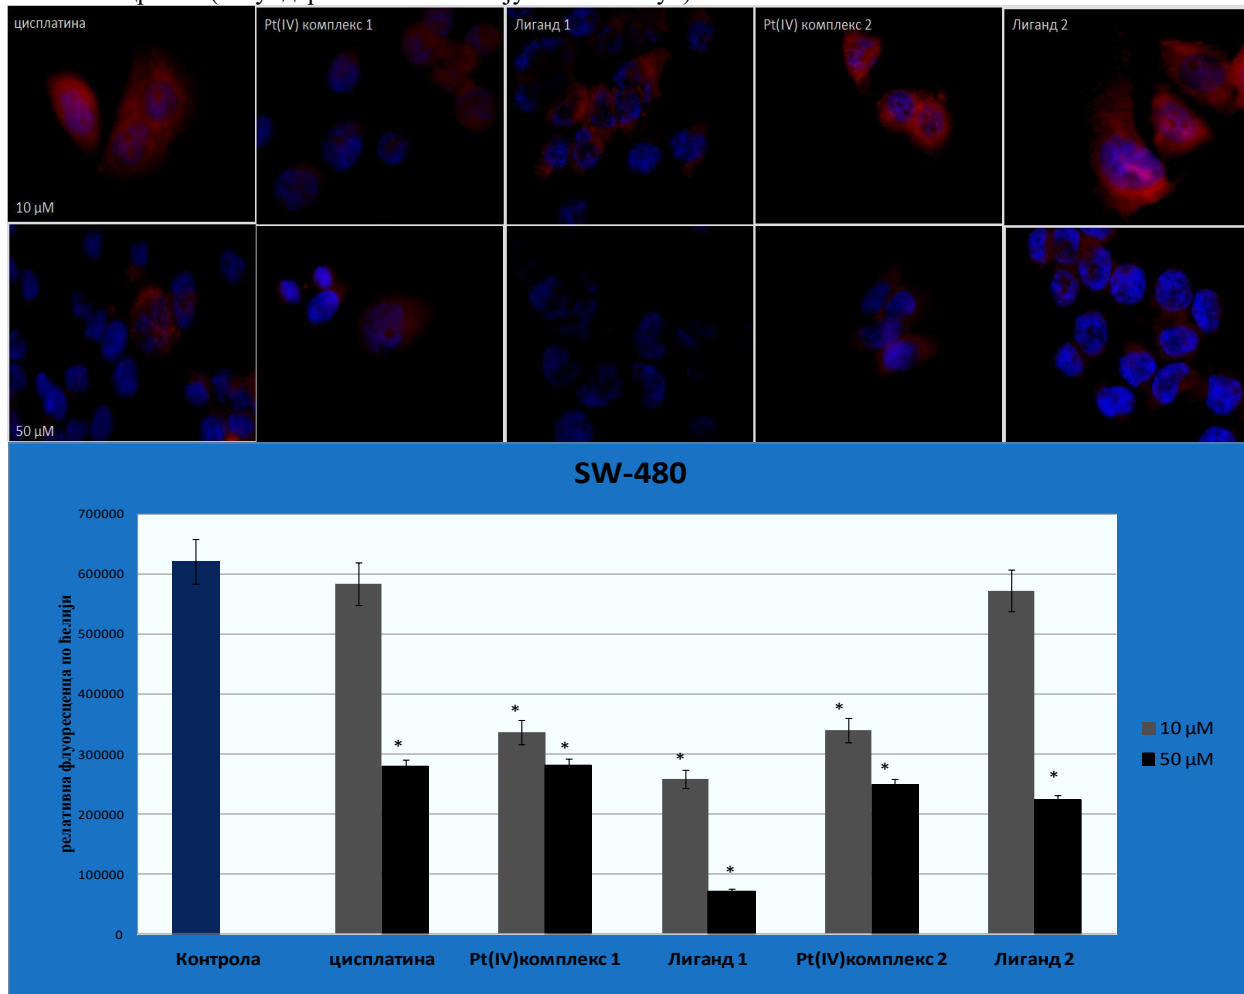 цисплатина Pt(IV) комплекс 1 Лиганд 1 Pt(IV) комплекс 2 Лиганд 2
10 µM
50 µM
SW-480
релативна флуоресценца по ћелији
700000
600000
500000
400000
300000
200000
100000
0
* * * * * * * *
10 µM
50 µM
Контрола цисплатина Pt(IV)комплекс 1 Лиганд 1 Pt(IV)комплекс 2 Лиганд 2